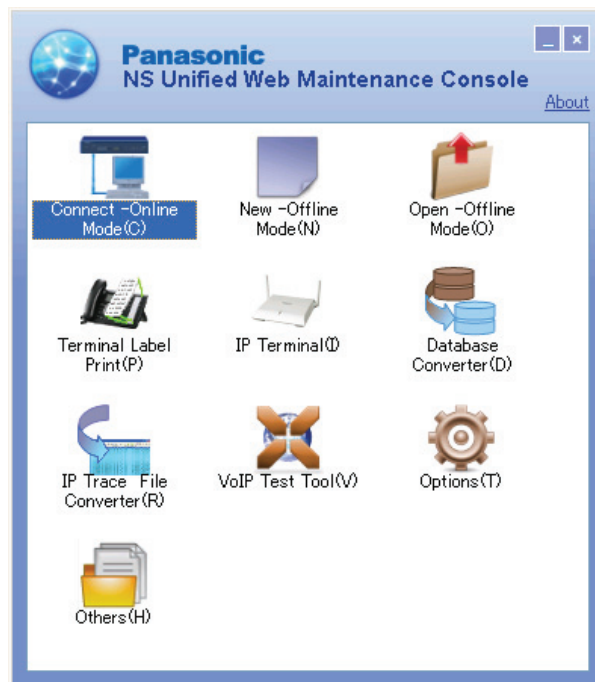 Panasonic
NS Unified Web Maintenance Console
About
Connect -Online
Mode(C)
New -Offline
Mode(N)
Open -Offline
Mode(O)
Terminal Label
Print(P)
IP Terminal(I)
Database
Converter(D)
IP Trace File
Converter(R)
VoIP Test Tool(V)
Options(T)
Others(H)